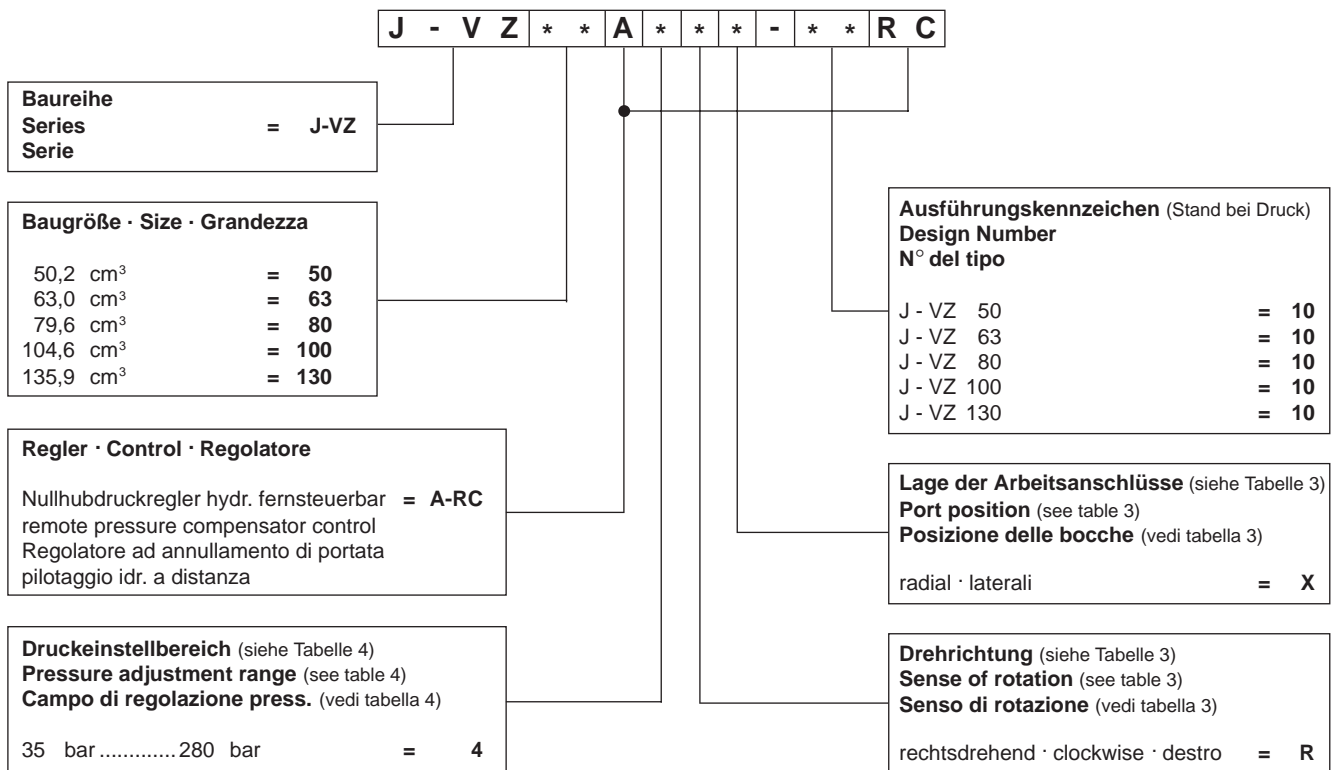 J - V Z * * A * * * - * * R C
Baureihe
Series = J-VZ
Serie
Baugröße · Size · Grandezza
50,2 cm³ = 50
63,0 cm³ = 63
79,6 cm³ = 80
104,6 cm³ = 100
135,9 cm³ = 130
Regler · Control · Regolatore
Nullhubdruckregler hydr. fernsteuerbar = A-RC
remote pressure compensator control
Regolatore ad annullamento di portata
pilotaggio idr. a distanza
Druckeinstellbereich (siehe Tabelle 4)
Pressure adjustment range (see table 4)
Campo di regolazione press. (vedi tabella 4)
35 bar.............280 bar = 4
Ausführungskennzeichen (Stand bei Druck)
Design Number
N° del tipo
J - VZ 50 = 10
J - VZ 63 = 10
J - VZ 80 = 10
J - VZ 100 = 10
J - VZ 130 = 10
Lage der Arbeitsanschlüsse (siehe Tabelle 3)
Port position (see table 3)
Posizione delle bocche (vedi tabella 3)
radial · laterali = X
Drehrichtung (siehe Tabelle 3)
Sense of rotation (see table 3)
Senso di rotazione (vedi tabella 3)
rechtsdrehend · clockwise · destro = R